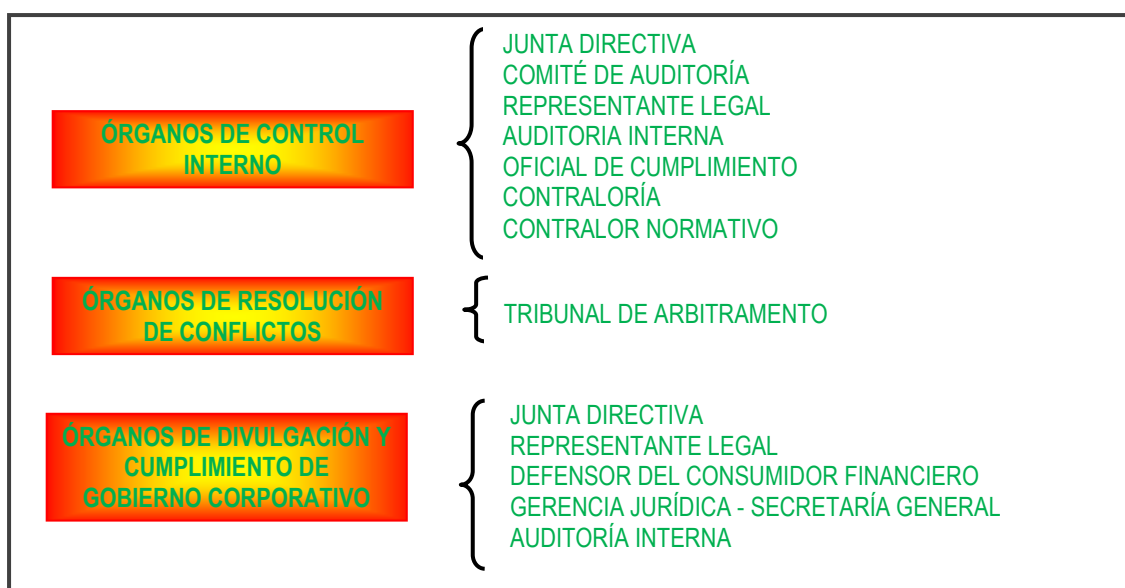 ÓRGANOS DE CONTROL
INTERNO
JUNTA DIRECTIVA
COMITÉ DE AUDITORÍA
REPRESENTANTE LEGAL
AUDITORIA INTERNA
OFICIAL DE CUMPLIMIENTO
CONTRALORÍA
CONTRALOR NORMATIVO
ÓRGANOS DE RESOLUCIÓN
DE CONFLICTOS
TRIBUNAL DE ARBITRAMENTO
ÓRGANOS DE DIVULGACIÓN Y
CUMPLIMIENTO DE
GOBIERNO CORPORATIVO
JUNTA DIRECTIVA
REPRESENTANTE LEGAL
DEFENSOR DEL CONSUMIDOR FINANCIERO
GERENCIA JURÍDICA - SECRETARÍA GENERAL
AUDITORÍA INTERNA